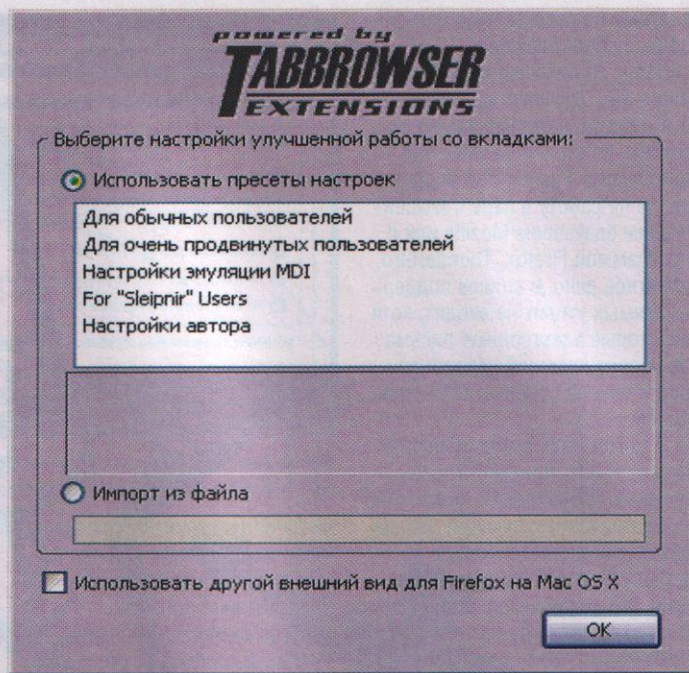 powered by
TABBROWSER
EXTENSIONS
Выберите настройки улучшенной работы со вкладками:
Использовать пресеты настроек
Для обычных пользователей
Для очень продвинутых пользователей
Настройки эмуляции MDI
For "Sleipnir" Users
Настройки автора
Импорт из файла
Использовать другой внешний вид для Firefox на Mac OS X
OK